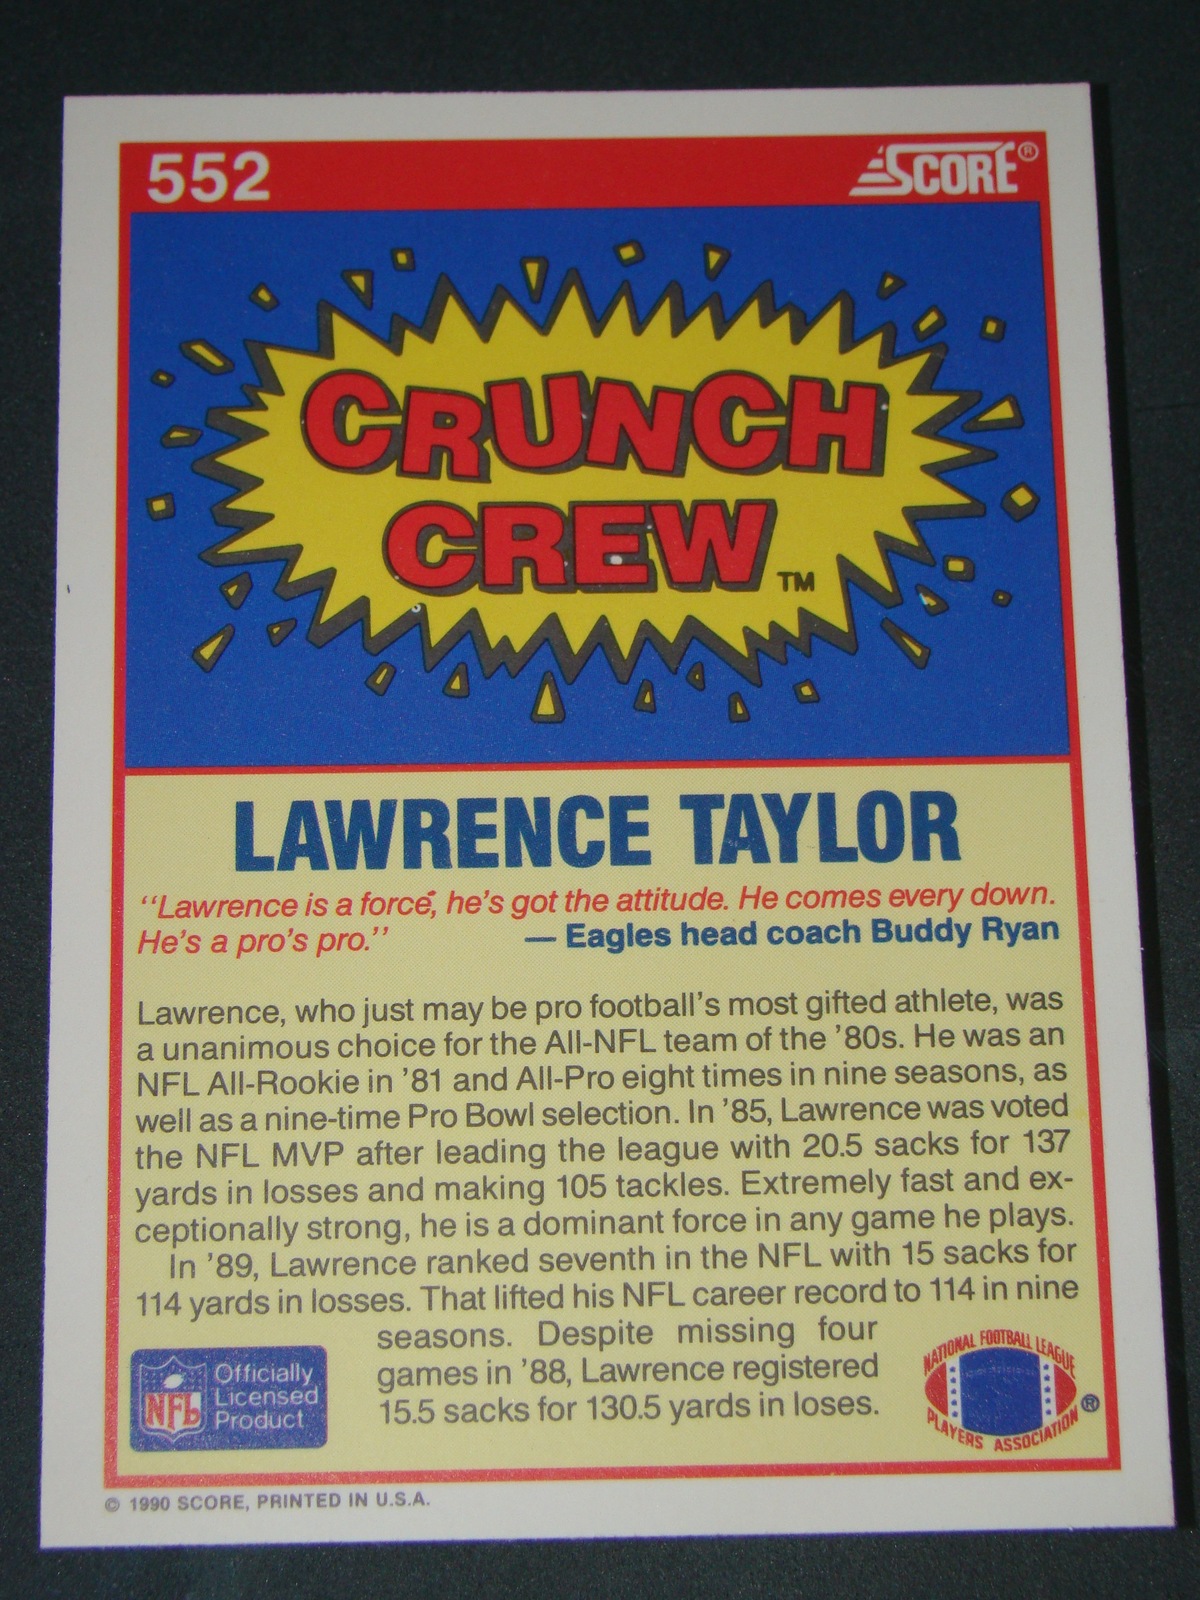 552
SCORE®
CRUNCH
CREW™
LAWRENCE TAYLOR
"Lawrence is a force, he's got the attitude. He comes every down.
He's a pro's pro." — Eagles head coach Buddy Ryan
Lawrence, who just may be pro football's most gifted athlete, was
a unanimous choice for the All-NFL team of the '80s. He was an
NFL All-Rookie in '81 and All-Pro eight times in nine seasons, as
well as a nine-time Pro Bowl selection. In '85, Lawrence was voted
the NFL MVP after leading the league with 20.5 sacks for 137
yards in losses and making 105 tackles. Extremely fast and ex-
ceptionally strong, he is a dominant force in any game he plays.
In '89, Lawrence ranked seventh in the NFL with 15 sacks for
114 yards in losses. That lifted his NFL career record to 114 in nine
seasons. Despite missing four
games in '88, Lawrence registered
15.5 sacks for 130.5 yards in loses.
NFL
Officially
Licensed
Product
NATIONAL FOOTBALL LEAGUE
PLAYERS ASSOCIATION®
© 1990 SCORE, PRINTED IN U.S.A.